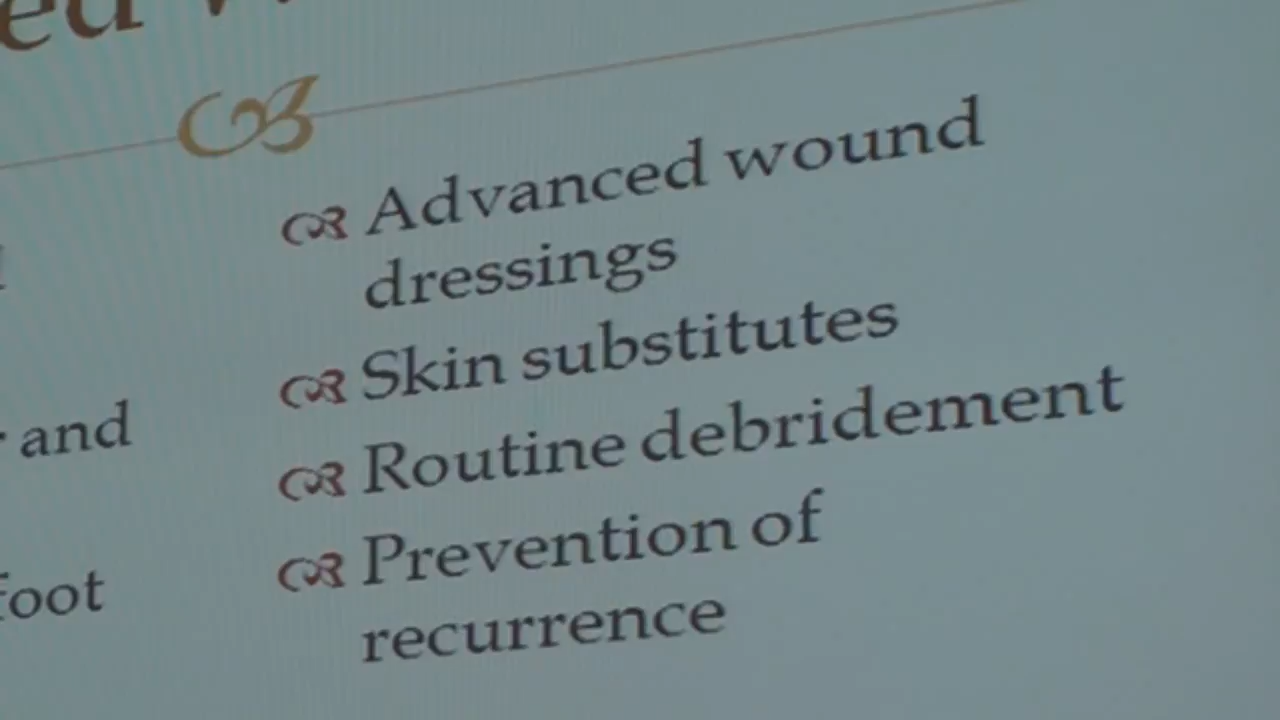 and
foot
Advanced wound
dressings
Skin substitutes
Routine debridement
Prevention of
recurrence